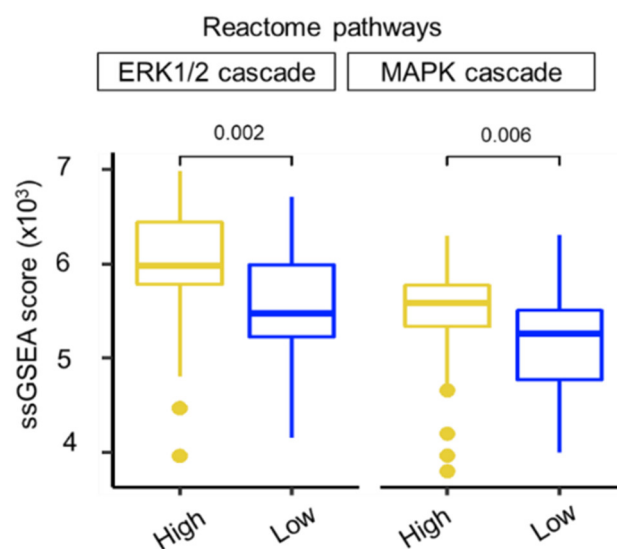 Reactome pathways
ERK1/2 cascade MAPK cascade
0.002 0.006
ssGSEA score (x10³)
7
6
5
4
High Low High Low